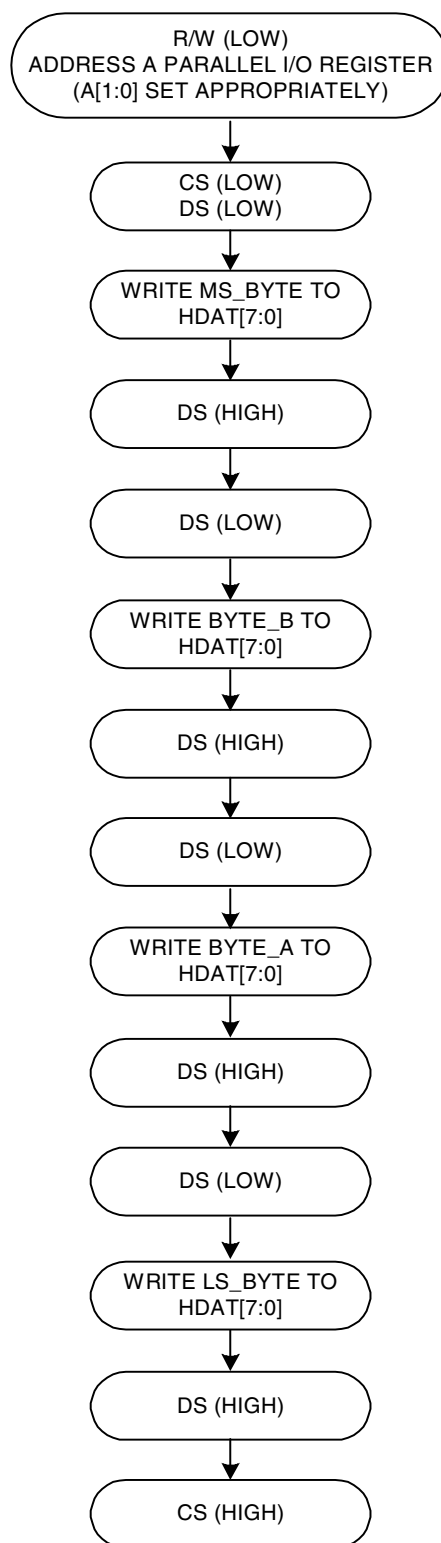 R/W (LOW)
ADDRESS A PARALLEL I/O REGISTER
(A[1:0] SET APPROPRIATELY)
CS (LOW)
DS (LOW)
WRITE MS_BYTE TO
HDAT[7:0]
DS (HIGH)
DS (LOW)
WRITE BYTE_B TO
HDAT[7:0]
DS (HIGH)
DS (LOW)
WRITE BYTE_A TO
HDAT[7:0]
DS (HIGH)
DS (LOW)
WRITE LS_BYTE TO
HDAT[7:0]
DS (HIGH)
CS (HIGH)